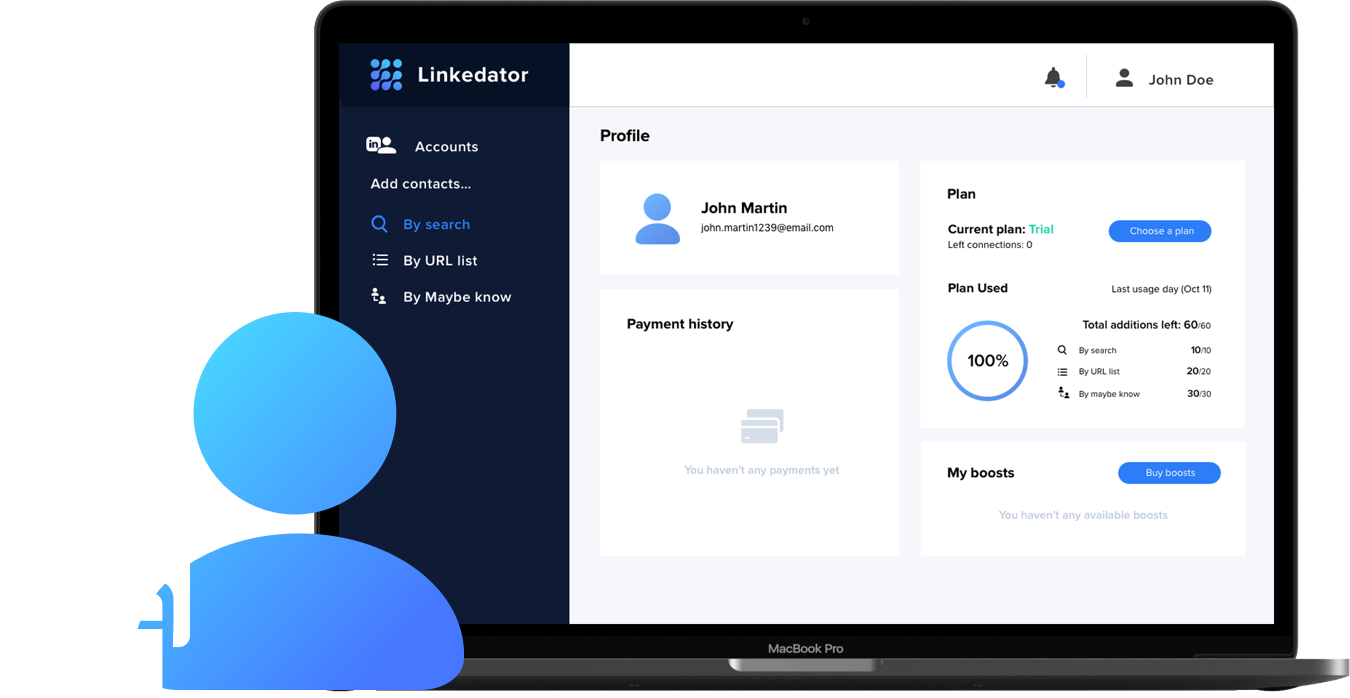 Linkedator
John Doe
Accounts
Add contacts...
By search
By URL list
By Maybe know
Profile
John Martin
john.martin1239@email.com
Payment history
You haven't any payments yet
Plan
Current plan: Trial
Choose a plan
Left connections: 0
Plan Used
Last usage day (Oct 11)
100%
Total additions left: 60/60
By search 10/10
By URL list 20/20
By maybe know 30/30
My boosts
Buy boosts
You haven't any available boosts
MacBook Pro
in